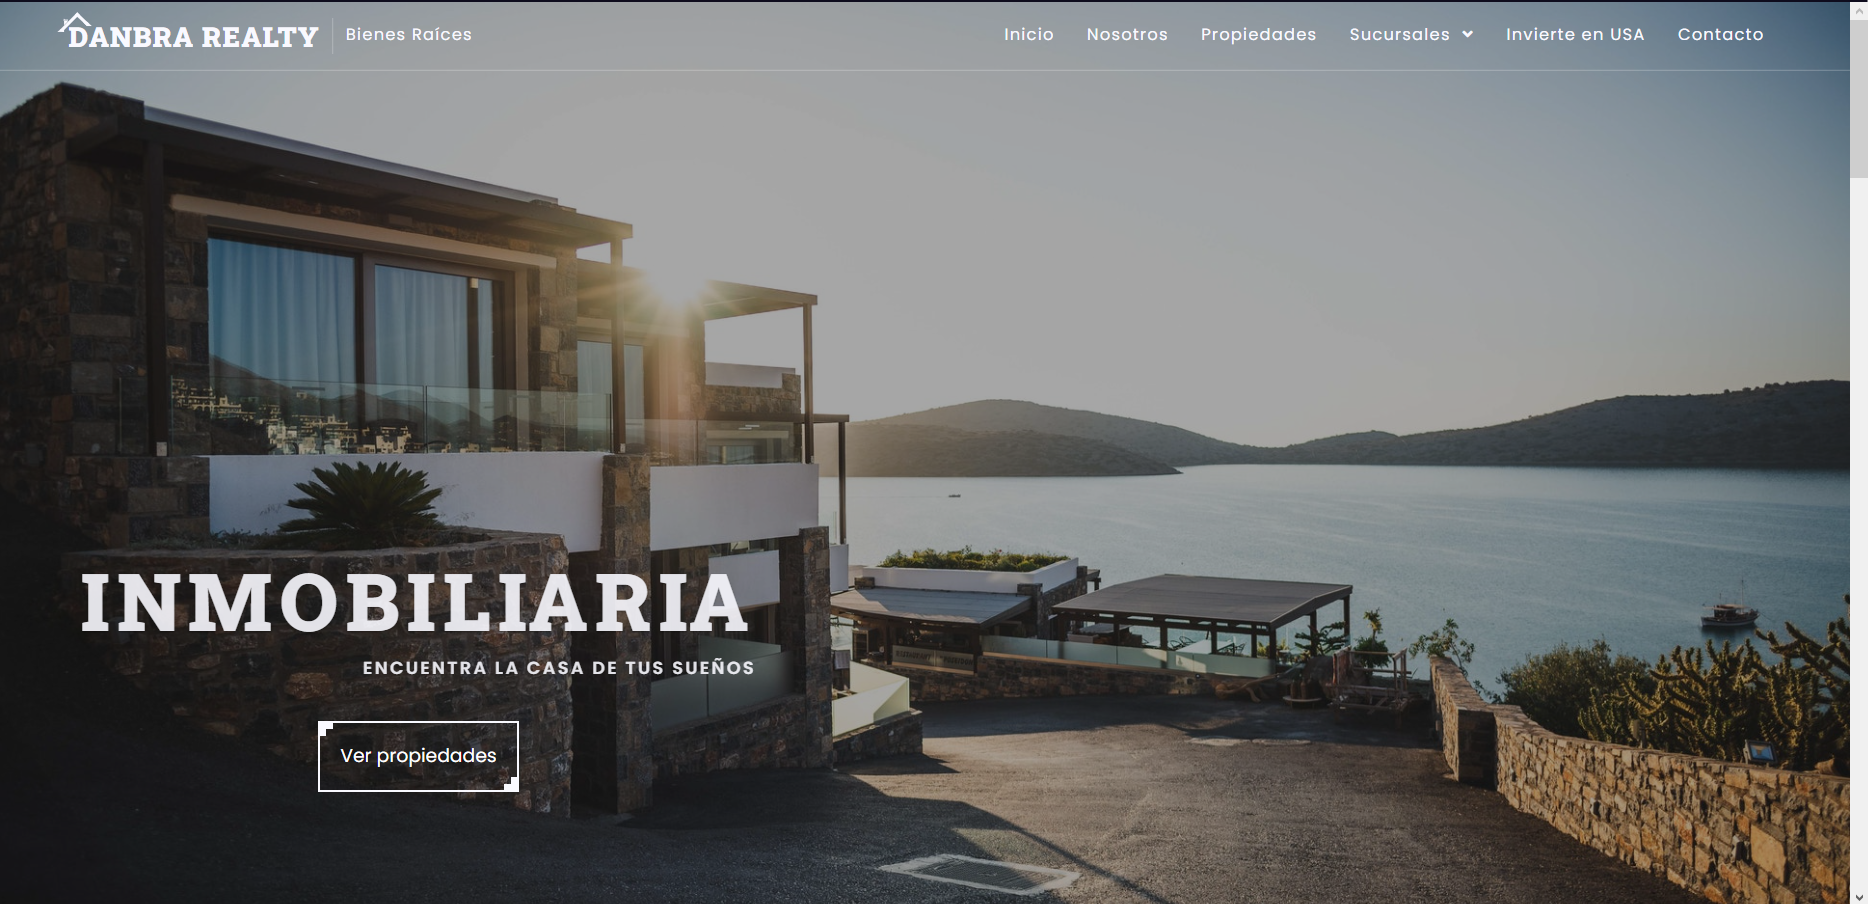 DANBRA REALTY
Bienes Raíces
Inicio
Nosotros
Propiedades
Sucursales
Invierte en USA
Contacto
INMOBILIARIA
ENCUENTRA LA CASA DE TUS SUEÑOS
Ver propiedades